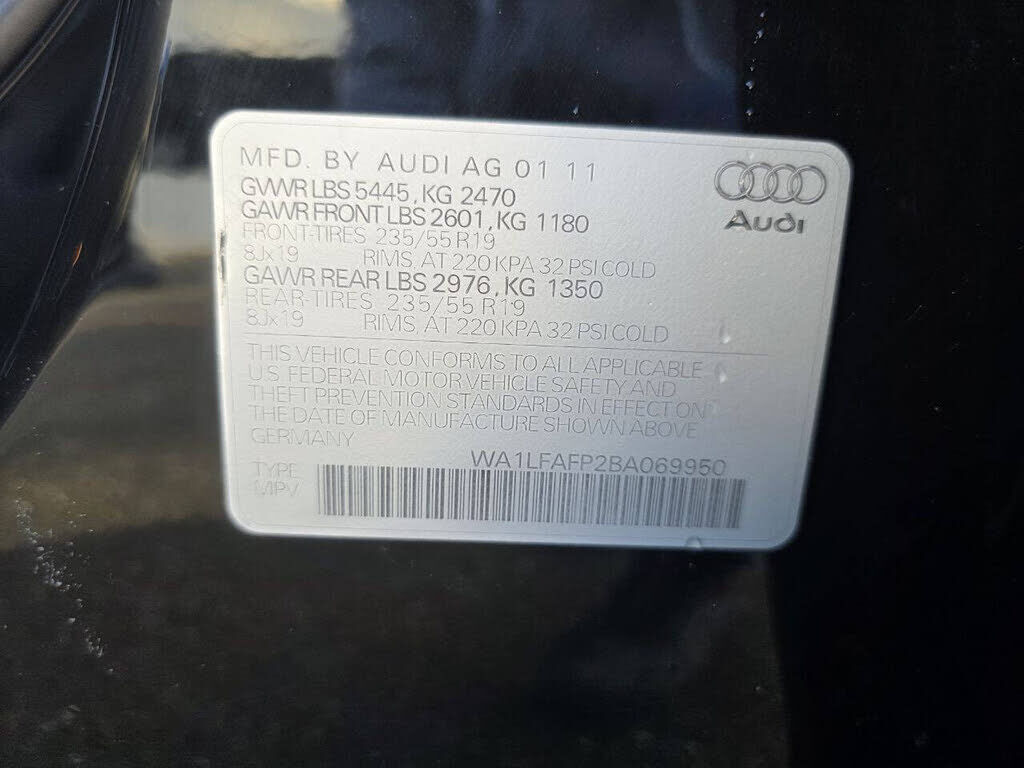 MFD. BY AUDI AG 01 11
GVWR LBS 5445, KG 2470
GAWR FRONT LBS 2601, KG 1180
FRONT-TIRES 235/55 R19
8Jx19 RIMS, AT 220 KPA 32 PSI COLD
GAWR REAR LBS 2976, KG 1350
REAR-TIRES 235/55 R19
8Jx19 RIMS, AT 220 KPA 32 PSI COLD
Audi
THIS VEHICLE CONFORMS TO ALL APPLICABLE
U.S. FEDERAL MOTOR VEHICLE SAFETY AND
THEFT PREVENTION STANDARDS IN EFFECT ON
THE DATE OF MANUFACTURE SHOWN ABOVE
GERMANY
WA1LFAFP2BA069950
TYPE
MPV